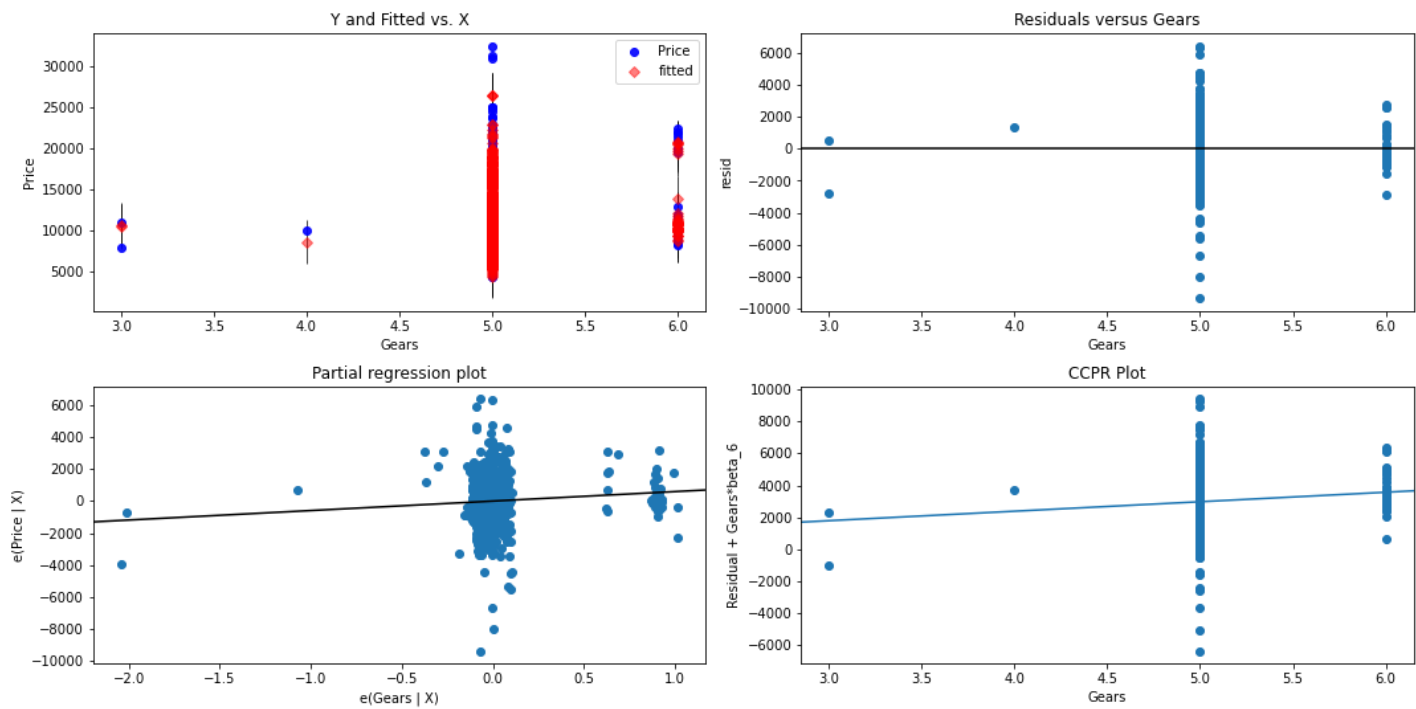 Y and Fitted vs. X
Price
fitted
30000
25000
20000
15000
10000
5000
Price
3.0 3.5 4.0 4.5 5.0 5.5 6.0
Gears
Residuals versus Gears
6000
4000
2000
0
−2000
−4000
−6000
−8000
−10000
resid
3.0 3.5 4.0 4.5 5.0 5.5 6.0
Gears
Partial regression plot
6000
4000
2000
0
−2000
−4000
−6000
−8000
−10000
e(Price | X)
−2.0 −1.5 −1.0 −0.5 0.0 0.5 1.0
e(Gears | X)
CCPR Plot
10000
8000
6000
4000
2000
0
−2000
−4000
−6000
Residual + Gears*beta_6
3.0 3.5 4.0 4.5 5.0 5.5 6.0
Gears